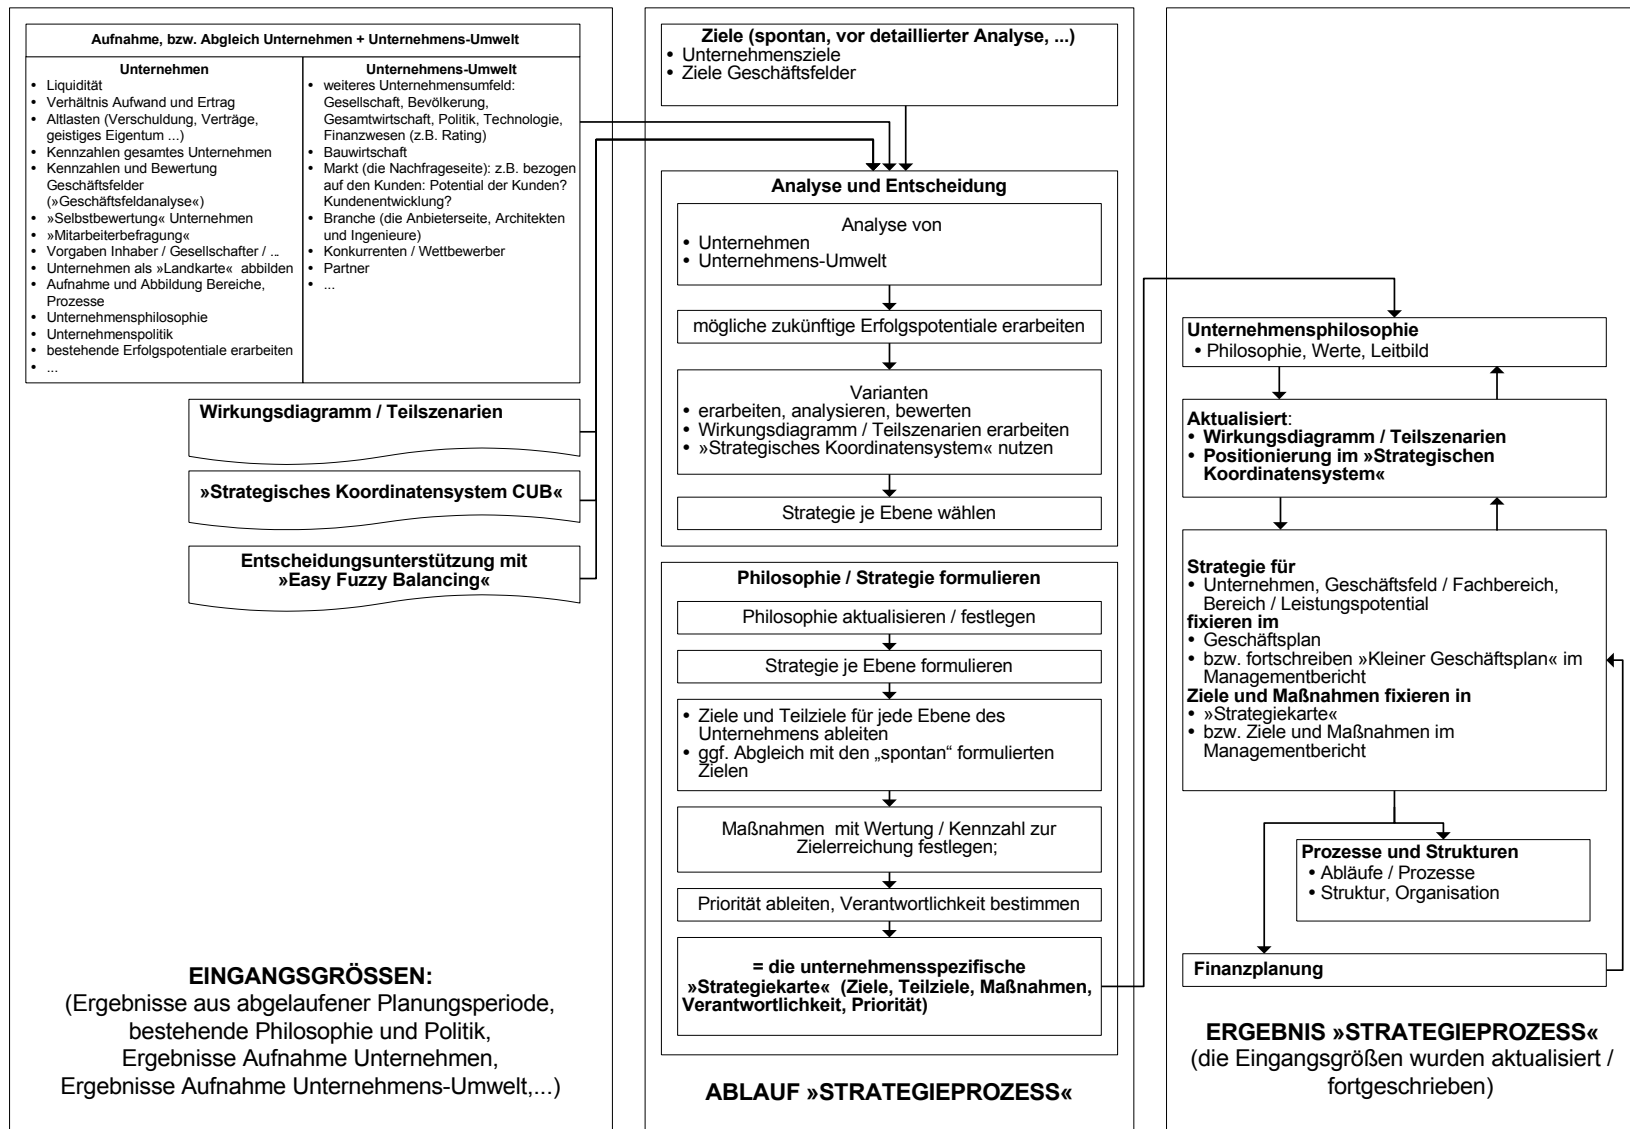 Aufnahme, bzw. Abgleich Unternehmen + Unternehmens-Umwelt
Unternehmen
• Liquidität
• Verhältnis Aufwand und Ertrag
• Altlasten (Verschuldung, Verträge,
geistiges Eigentum ...)
• Kennzahlen gesamtes Unternehmen
• Kennzahlen und Bewertung
Geschäftsfelder
(»Geschäftsfeldanalyse«)
• »Selbstbewertung« Unternehmen
• »Mitarbeiterbefragung«
• Vorgaben Inhaber / Gesellschafter / ...
• Unternehmen als »Landkarte« abbilden
• Aufnahme und Abbildung Bereiche,
Prozesse
• Unternehmensphilosophie
• Unternehmenspolitik
• bestehende Erfolgspotentiale erarbeiten
• ...
Unternehmens-Umwelt
• weiteres Unternehmensumfeld:
Gesellschaft, Bevölkerung,
Gesamtwirtschaft, Politik, Technologie,
Finanzwesen (z.B. Rating)
• Bauwirtschaft
• Markt (die Nachfrageseite): z.B. bezogen
auf den Kunden: Potential der Kunden?
Kundenentwicklung?
• Branche (die Anbieterseite, Architekten
und Ingenieure)
• Konkurrenten / Wettbewerber
• Partner
• ...
Wirkungsdiagramm / Teilszenarien
»Strategisches Koordinatensystem CUB«
Entscheidungsunterstützung mit
»Easy Fuzzy Balancing«
EINGANGSGRÖSSEN:
(Ergebnisse aus abgelaufener Planungsperiode,
bestehende Philosophie und Politik,
Ergebnisse Aufnahme Unternehmen,
Ergebnisse Aufnahme Unternehmens-Umwelt,...)
Ziele (spontan, vor detaillierter Analyse, ...)
• Unternehmensziele
• Ziele Geschäftsfelder
Analyse und Entscheidung
Analyse von
• Unternehmen
• Unternehmens-Umwelt
mögliche zukünftige Erfolgspotentiale erarbeiten
Varianten
• erarbeiten, analysieren, bewerten
• Wirkungsdiagramm / Teilszenarien erarbeiten
• »Strategisches Koordinatensystem« nutzen
Strategie je Ebene wählen
Philosophie / Strategie formulieren
Philosophie aktualisieren / festlegen
Strategie je Ebene formulieren
• Ziele und Teilziele für jede Ebene des
Unternehmens ableiten
• ggf. Abgleich mit den „spontan“ formulierten
Zielen
Maßnahmen mit Wertung / Kennzahl zur
Zielerreichung festlegen;
Priorität ableiten, Verantwortlichkeit bestimmen
= die unternehmensspezifische
»Strategiekarte« (Ziele, Teilziele, Maßnahmen,
Verantwortlichkeit, Priorität)
ABLAUF »STRATEGIEPROZESS«
Unternehmensphilosophie
• Philosophie, Werte, Leitbild
Aktualisiert:
• Wirkungsdiagramm / Teilszenarien
• Positionierung im »Strategischen
Koordinatensystem«
Strategie für
• Unternehmen, Geschäftsfeld / Fachbereich,
Bereich / Leistungspotential
fixieren im
• Geschäftsplan
• bzw. fortschreiben »Kleiner Geschäftsplan« im
Managementbericht
Ziele und Maßnahmen fixieren in
• »Strategiekarte«
• bzw. Ziele und Maßnahmen im
Managementbericht
Prozesse und Strukturen
• Abläufe / Prozesse
• Struktur, Organisation
Finanzplanung
ERGEBNIS »STRATEGIEPROZESS«
(die Eingangsgrößen wurden aktualisiert /
fortgeschrieben)